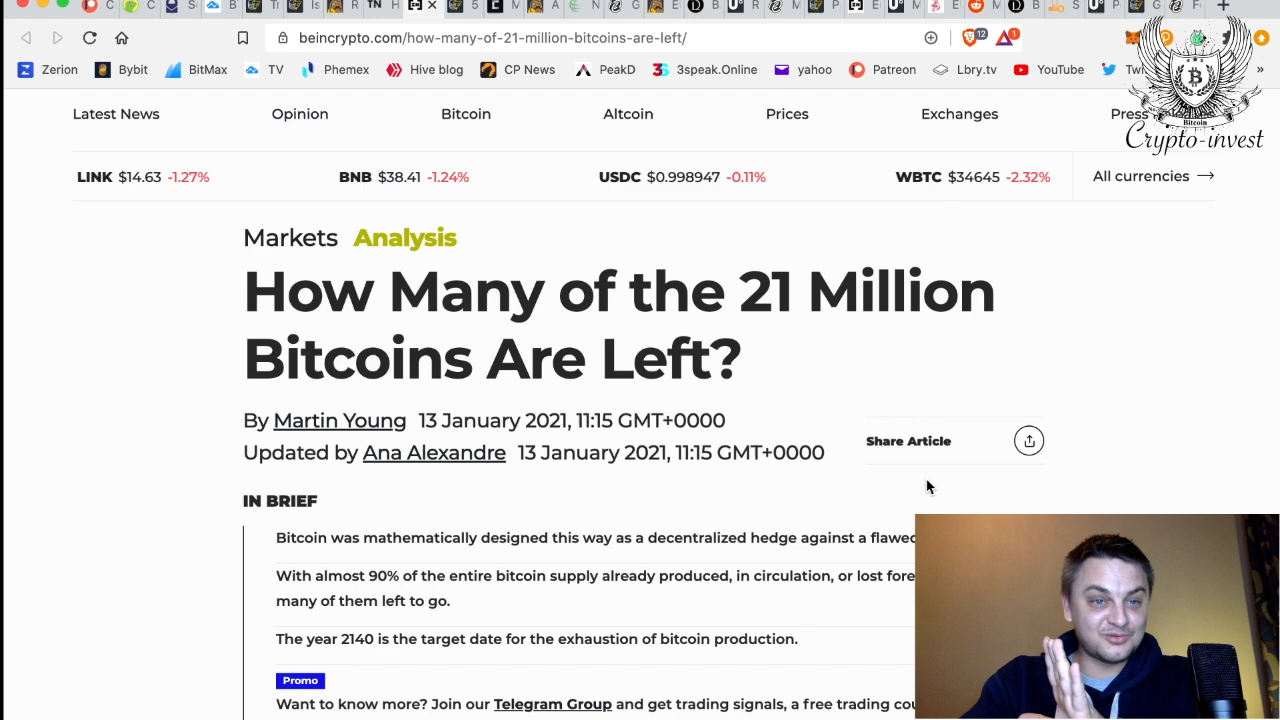 beincrypto.com/how-many-of-21-million-bitcoins-are-left/
12
1
Zerion Bybit BitMax TV Phemex Hive blog CP News PeakD 3speak.Online yahoo Patreon Lbry.tv YouTube »
Bitcoin
Crypto-invest
Latest News Opinion Bitcoin Altcoin Prices Exchanges Press
LINK $14.63 -1.27% BNB $38.41 -1.24% USDC $0.998947 -0.11% WBTC $34645 -2.32% All currencies →
Markets Analysis
How Many of the 21 Million
Bitcoins Are Left?
By Martin Young 13 January 2021, 11:15 GMT+0000
Updated by Ana Alexandre 13 January 2021, 11:15 GMT+0000
Share Article
IN BRIEF
Bitcoin was mathematically designed this way as a decentralized hedge against a flawed
With almost 90% of the entire bitcoin supply already produced, in circulation, or lost
many of them left to go.
The year 2140 is the target date for the exhaustion of bitcoin production.
Promo
Want to know more? Join our Telegram Group and get trading signals, a free trading